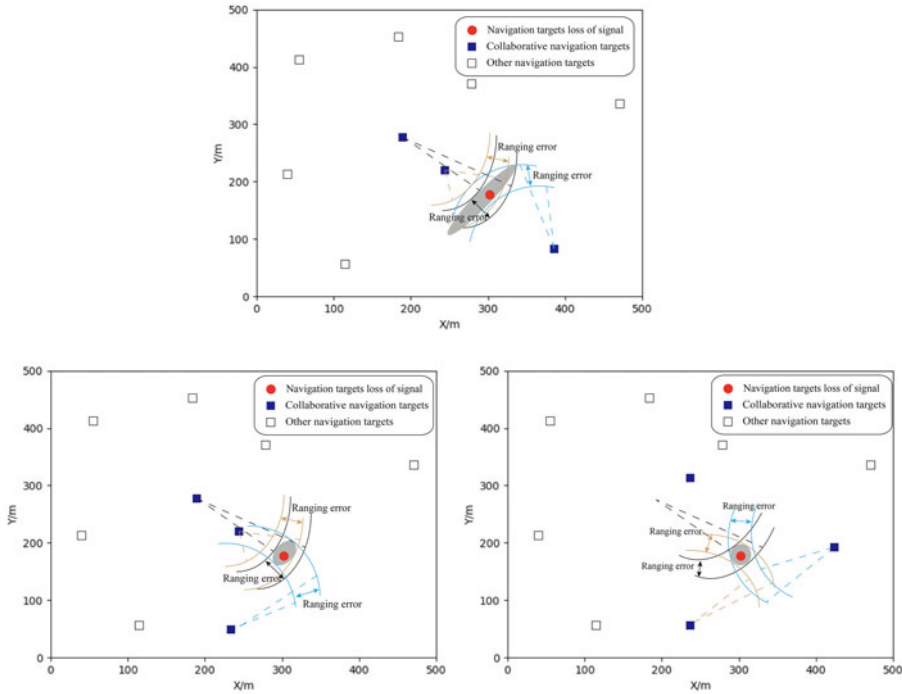 500
400
300
200
100
0
Y/m
Navigation targets loss of signal
Collaborative navigation targets
Other navigation targets
Ranging error
Ranging error
Ranging error
0 100 200 300 400 500
X/m
500
400
300
200
100
0
Y/m
Navigation targets loss of signal
Collaborative navigation targets
Other navigation targets
Ranging error
Ranging error
Ranging error
0 100 200 300 400 500
X/m
500
400
300
200
100
0
Y/m
Navigation targets loss of signal
Collaborative navigation targets
Other navigation targets
Ranging error
Ranging error
Ranging error
0 100 200 300 400 500
X/m